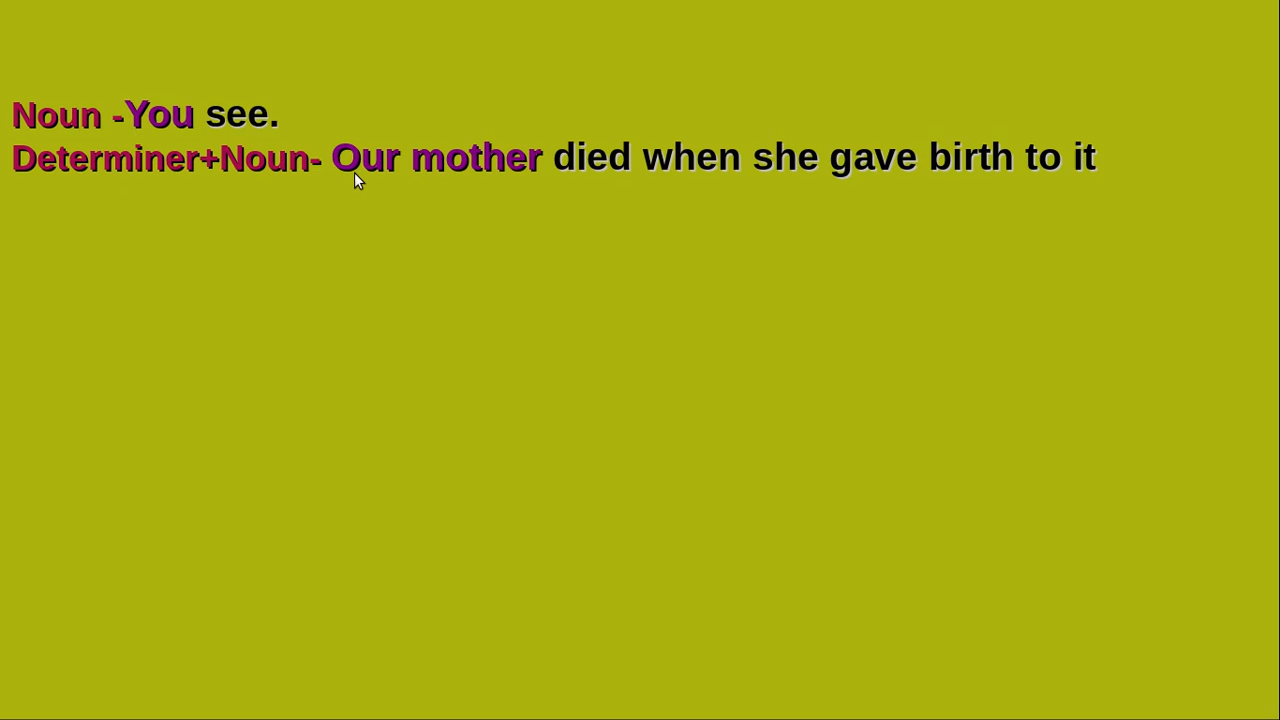 Noun -You see.
Determiner+Noun- Our mother died when she gave birth to it